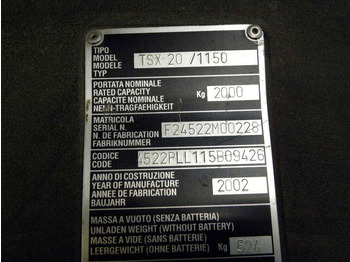 TIPO
MODEL TSX 20 /1150
MODELE
TYP
PORTATA NOMINALE
RATED CAPACITY Kg 2000
CAPACITE NOMINALE
NENN-TRAGFAEHIGKEIT
MATRICOLA
SERIAL N. F24522M00228
N. DE FABRICATION
FABRIKNUMMER
CODICE 4522PLL115B09426
CODE
ANNO DI COSTRUZIONE
YEAR OF MANUFACTURE 2002
ANNEE DE FABRICATION
BAUJAHR
MASSA A VUOTO (SENZA BATTERIA)
UNLADEN WEIGHT (WITHOUT BATTERY)
MASSE A VIDE (SANS BATTERIE)
LEERGEWICHT (OHNE BATTERIE) Kg 524